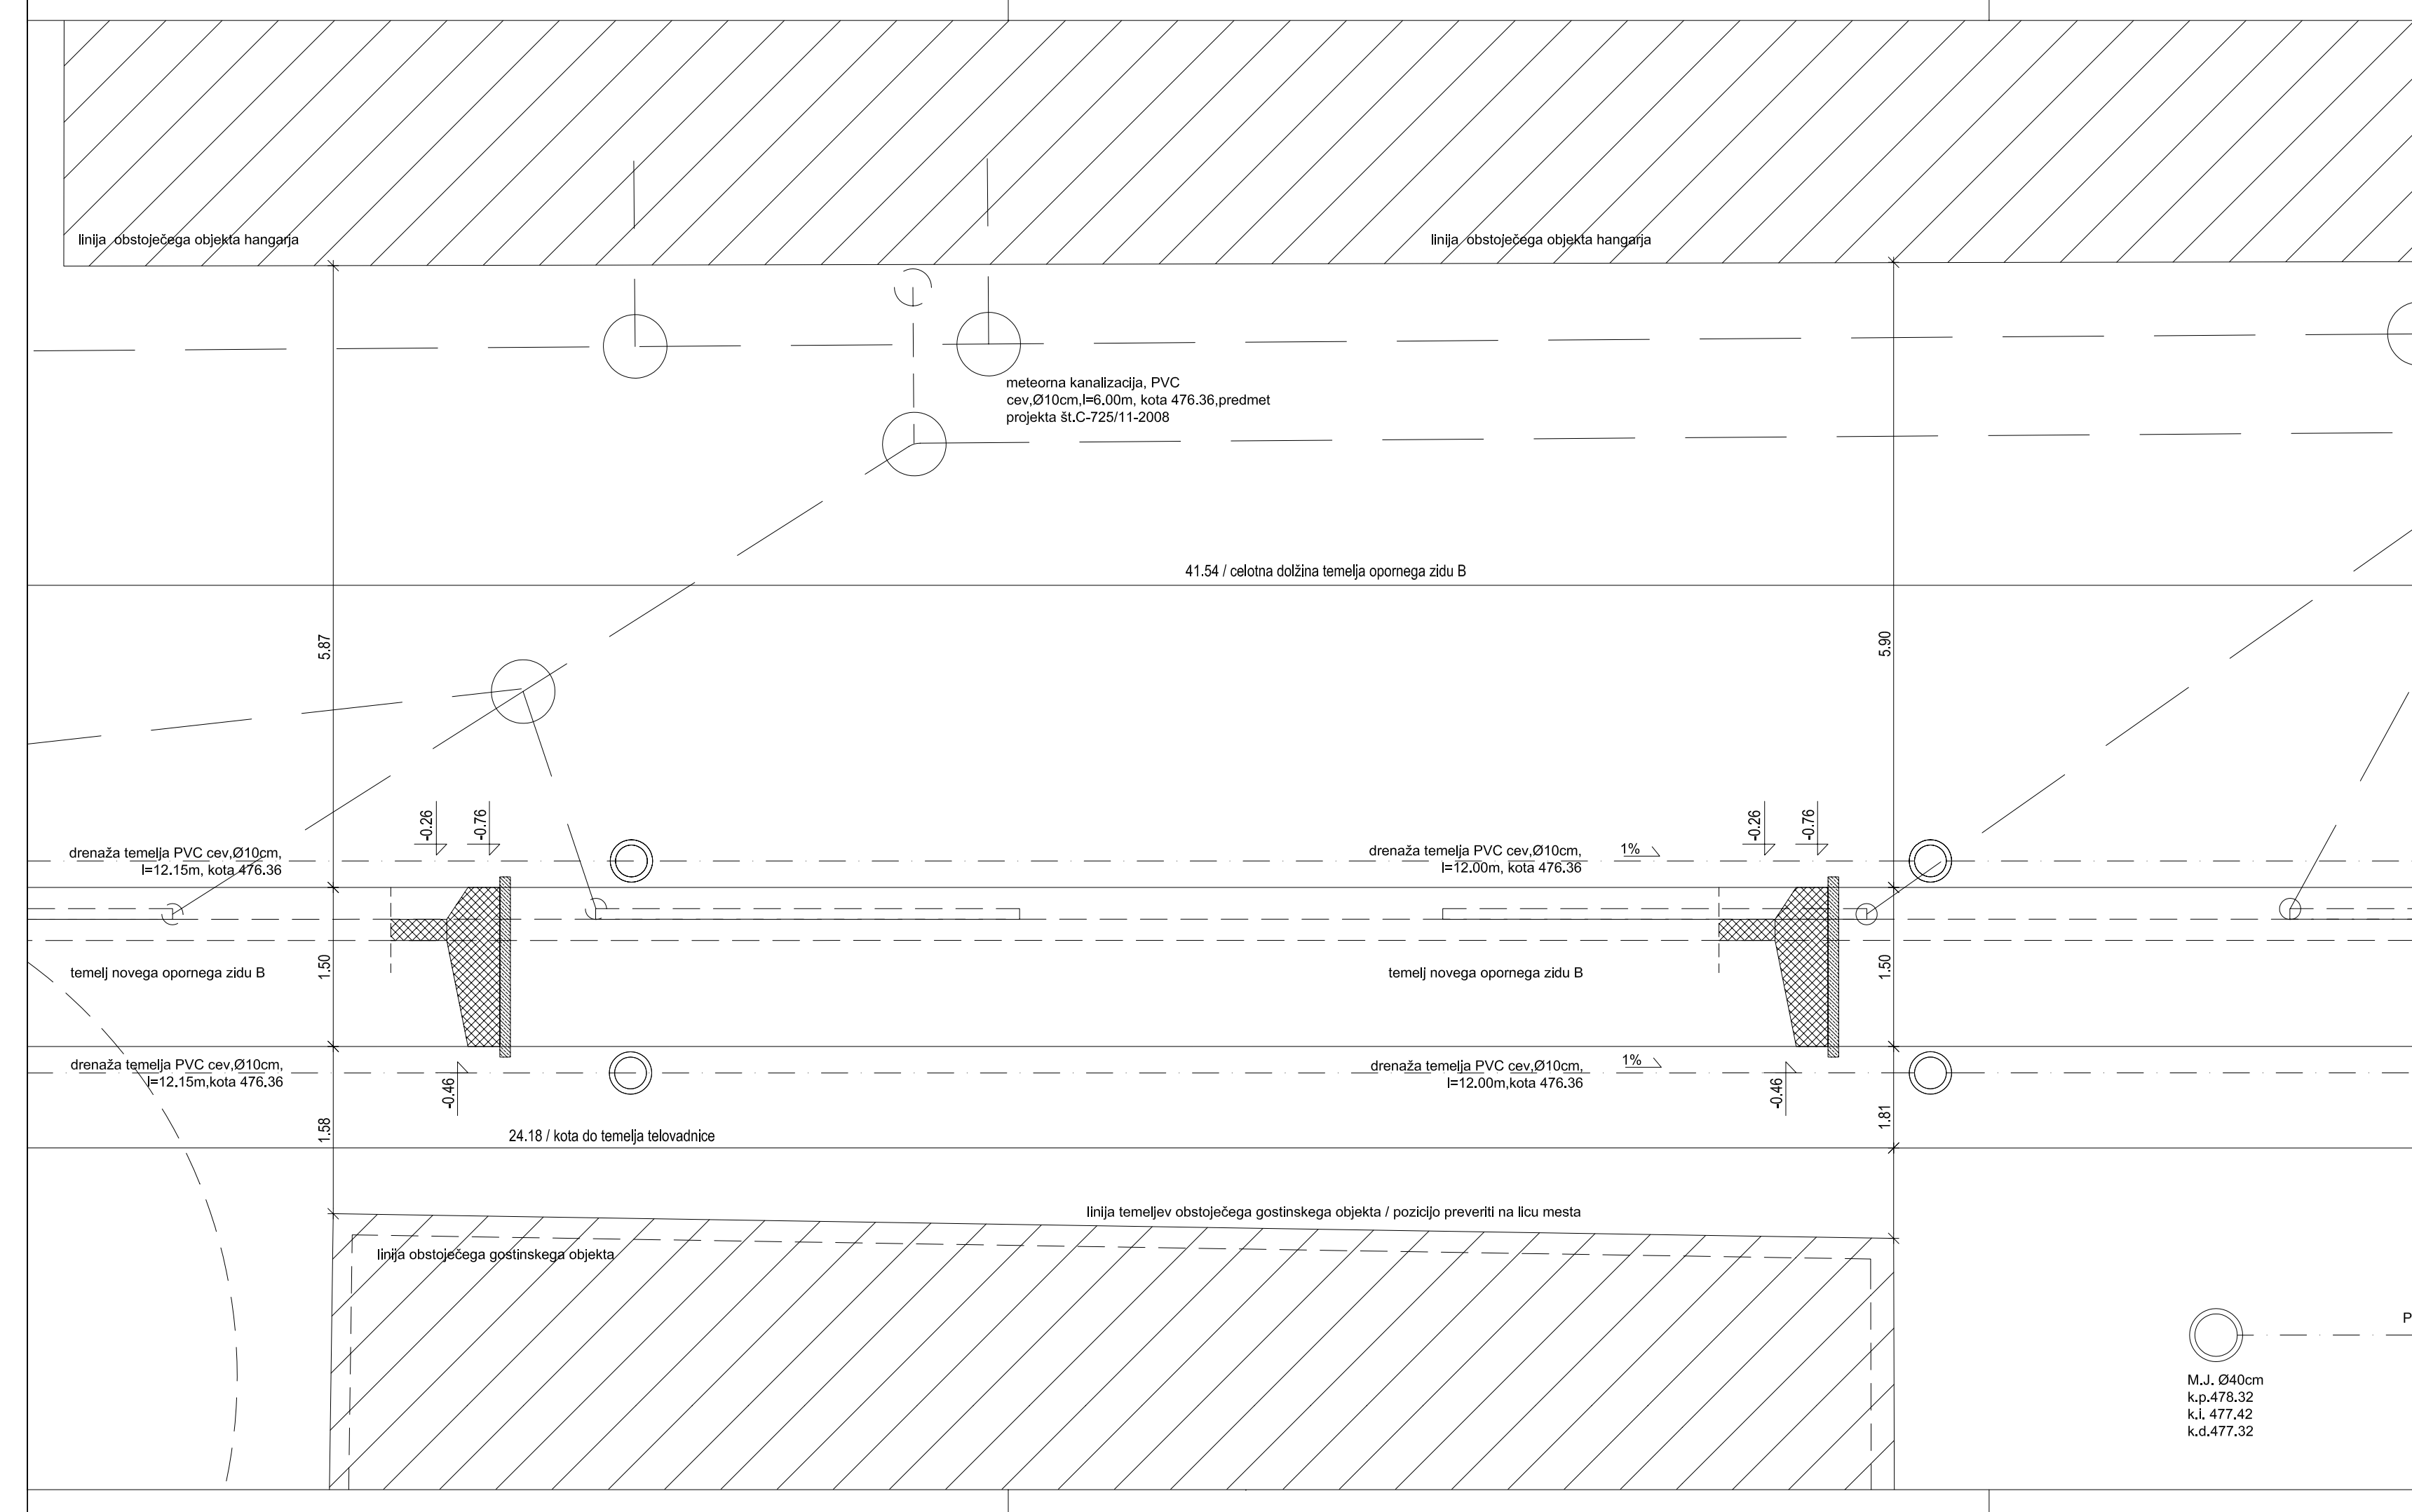 linija  obstoječega objekta hangarja
linija  obstoječega objekta hangarja
meteorna kanalizacija, PVC
cev,Ø10cm,l=6.00m, kota 476.36,predmet
projekta št.C-725/11-2008
41.54 / celotna dolžina temelja opornega zidu B
5.87
5.90
-0.26
-0.76
-0.26
-0.76
drenaža temelja PVC cev,Ø10cm,
l=12.15m, kota 476.36
drenaža temelja PVC cev,Ø10cm,
l=12.00m, kota 476.36
1%
temelj novega opornega zidu B
1.50
temelj novega opornega zidu B
1.50
drenaža temelja PVC cev,Ø10cm,
l=12.15m,kota 476.36
-0.46
drenaža temelja PVC cev,Ø10cm,
l=12.00m,kota 476.36
1%
-0.46
1.58
1.81
24.18 / kota do temelja telovadnice
linija temeljev obstoječega gostinskega objekta / pozicijo preveriti na licu mesta
linija obstoječega gostinskega objekta
P
M.J. Ø40cm
k.p.478.32
k.i. 477.42
k.d.477.32